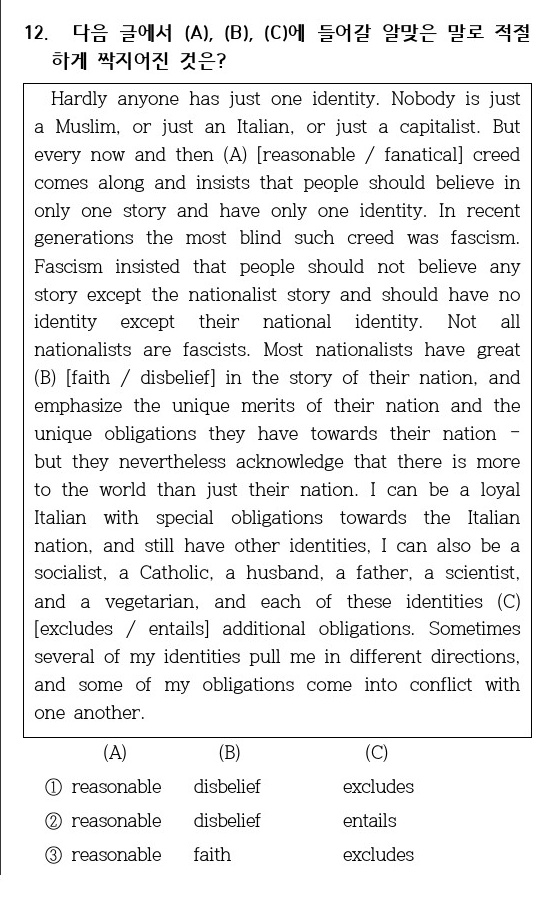 12. 다음 글에서 (A), (B), (C)에 들어갈 알맞은 말로 적절
하게 짝지어진 것은?
Hardly anyone has just one identity. Nobody is just
a Muslim, or just an Italian, or just a capitalist. But
every now and then (A) [reasonable / fanatical] creed
comes along and insists that people should believe in
only one story and have only one identity. In recent
generations the most blind such creed was fascism.
Fascism insisted that people should not believe any
story except the nationalist story and should have no
identity except their national identity. Not all
nationalists are fascists. Most nationalists have great
(B) [faith / disbelief] in the story of their nation, and
emphasize the unique merits of their nation and the
unique obligations they have towards their nation –
but they nevertheless acknowledge that there is more
to the world than just their nation. I can be a loyal
Italian with special obligations towards the Italian
nation, and still have other identities, I can also be a
socialist, a Catholic, a husband, a father, a scientist,
and a vegetarian, and each of these identities (C)
[excludes / entails] additional obligations. Sometimes
several of my identities pull me in different directions,
and some of my obligations come into conflict with
one another.
(A) (B) (C)
① reasonable disbelief excludes
② reasonable disbelief entails
③ reasonable faith excludes